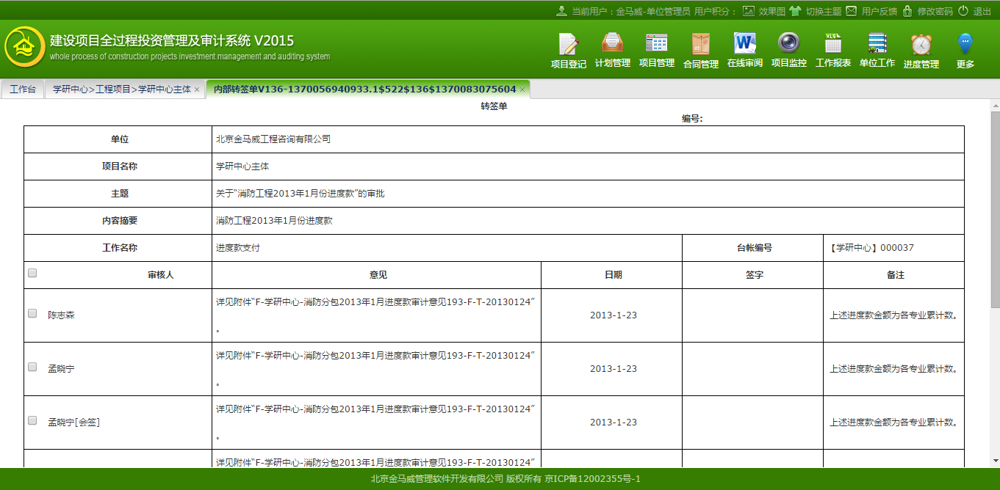 当前用户：金马威-单位管理员 用户积分： 效果图 切换主题 用户反馈 修改密码 退出
建设项目全过程投资管理及审计系统 V2015
whole process of construction projects investment management and auditing system
项目登记 计划管理 项目管理 合同管理 在线审阅 项目监控 工作报表 单位工作 进度管理 更多
工作台 学研中心>工程项目>学研中心主体 × 内部转签单V136-1370056940933.1$522$136$1370083075604 ×
转签单
编号:
单位 北京金马威工程咨询有限公司
项目名称 学研中心主体
主题 关于“消防工程2013年1月份进度款”的审批
内容摘要 消防工程2013年1月份进度款
工作名称 进度款支付 台帐编号 【学研中心】000037
审核人 意见 日期 签字 备注
详见附件“F-学研中心-消防分包2013年1月进度款审计意见193-F-T-20130124”
陈志森 2013-1-23 上述进度款金额为各专业累计数。
。
详见附件“F-学研中心-消防分包2013年1月进度款审计意见193-F-T-20130124”
孟晓宁 2013-1-23 上述进度款金额为各专业累计数。
。
详见附件“F-学研中心-消防分包2013年1月进度款审计意见193-F-T-20130124”
孟晓宁[会签] 2013-1-23 上述进度款金额为各专业累计数。
。
详见附件“F-学研中心-消防分包2013年1月进度款审计意见193-F-T-20130124”
北京金马威管理软件开发有限公司 版权所有 京ICP备12002355号-1